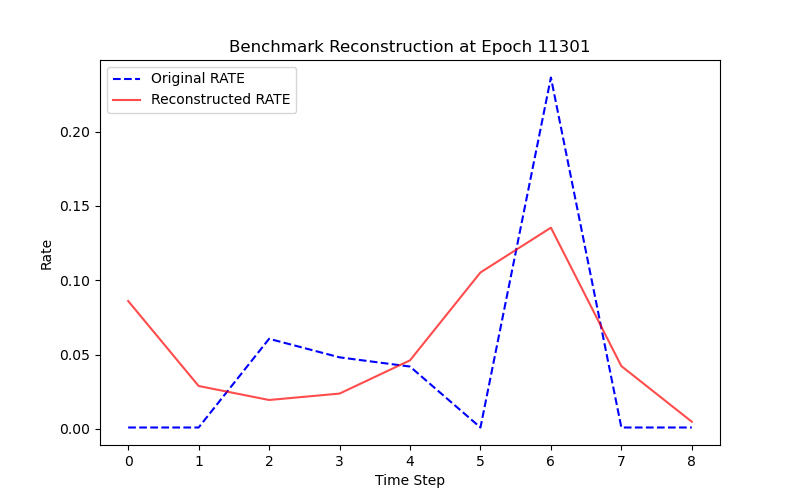 Benchmark Reconstruction at Epoch 11301
Original RATE
Reconstructed RATE
0.20
0.15
0.10
0.05
0.00
Rate
0 1 2 3 4 5 6 7 8
Time Step